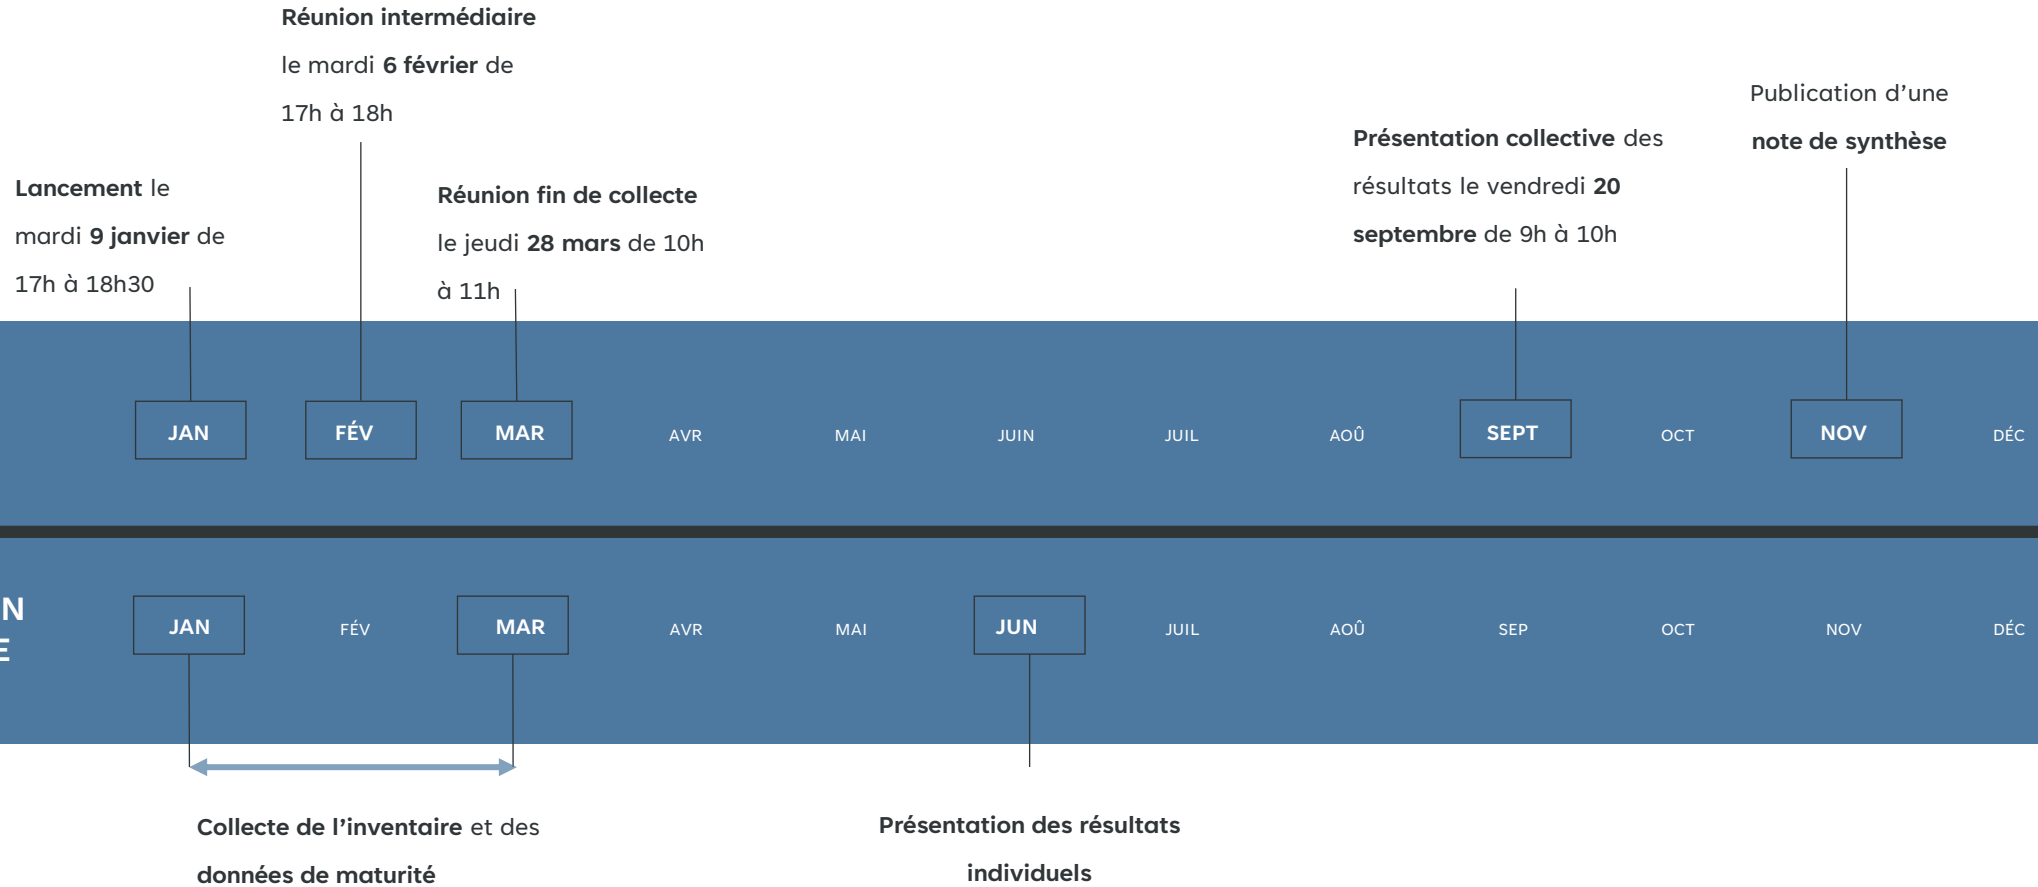 Réunion intermédiaire
le mardi 6 février de
17h à 18h
Lancement le
mardi 9 janvier de
17h à 18h30
Réunion fin de collecte
le jeudi 28 mars de 10h
à 11h
Présentation collective des
résultats le vendredi 20
septembre de 9h à 10h
Publication d’une
note de synthèse
JAN FÉV MAR AVR MAI JUIN JUIL AOÛ SEPT OCT NOV DÉC
N
E
JAN FÉV MAR AVR MAI JUN JUIL AOÛ SEP OCT NOV DÉC
Collecte de l’inventaire et des
données de maturité
Présentation des résultats
individuels